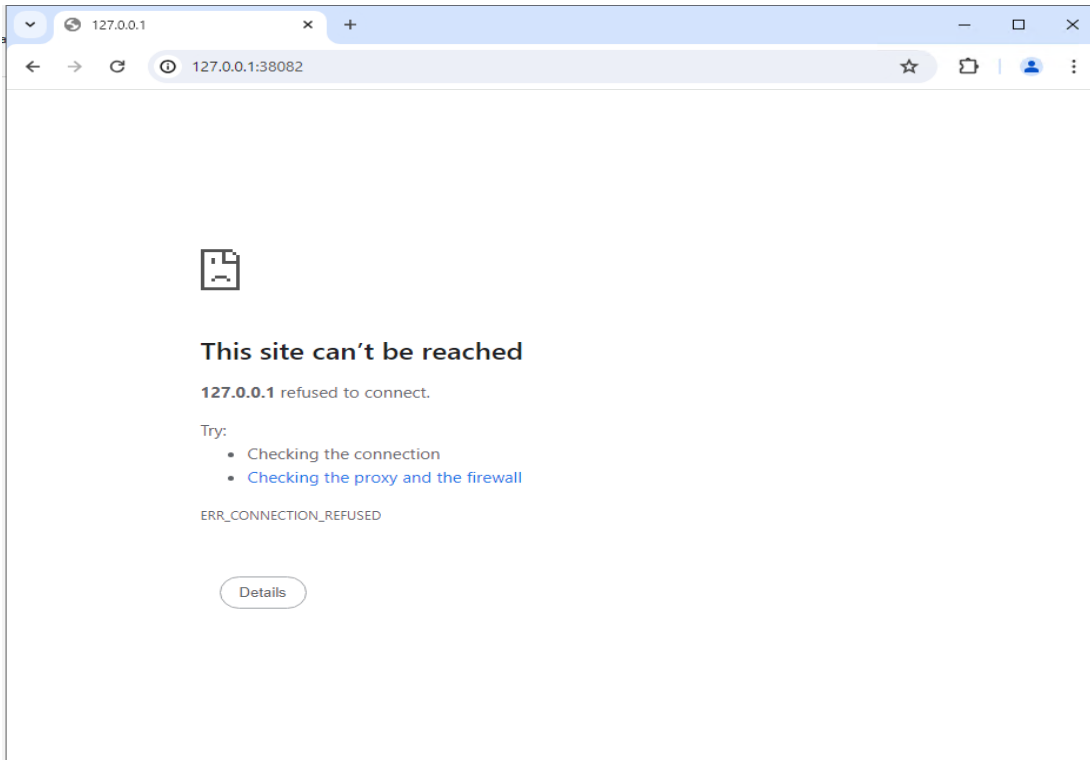 127.0.0.1
127.0.0.1:38082
This site can’t be reached
127.0.0.1 refused to connect.
Try:
• Checking the connection
• Checking the proxy and the firewall
ERR_CONNECTION_REFUSED
Details